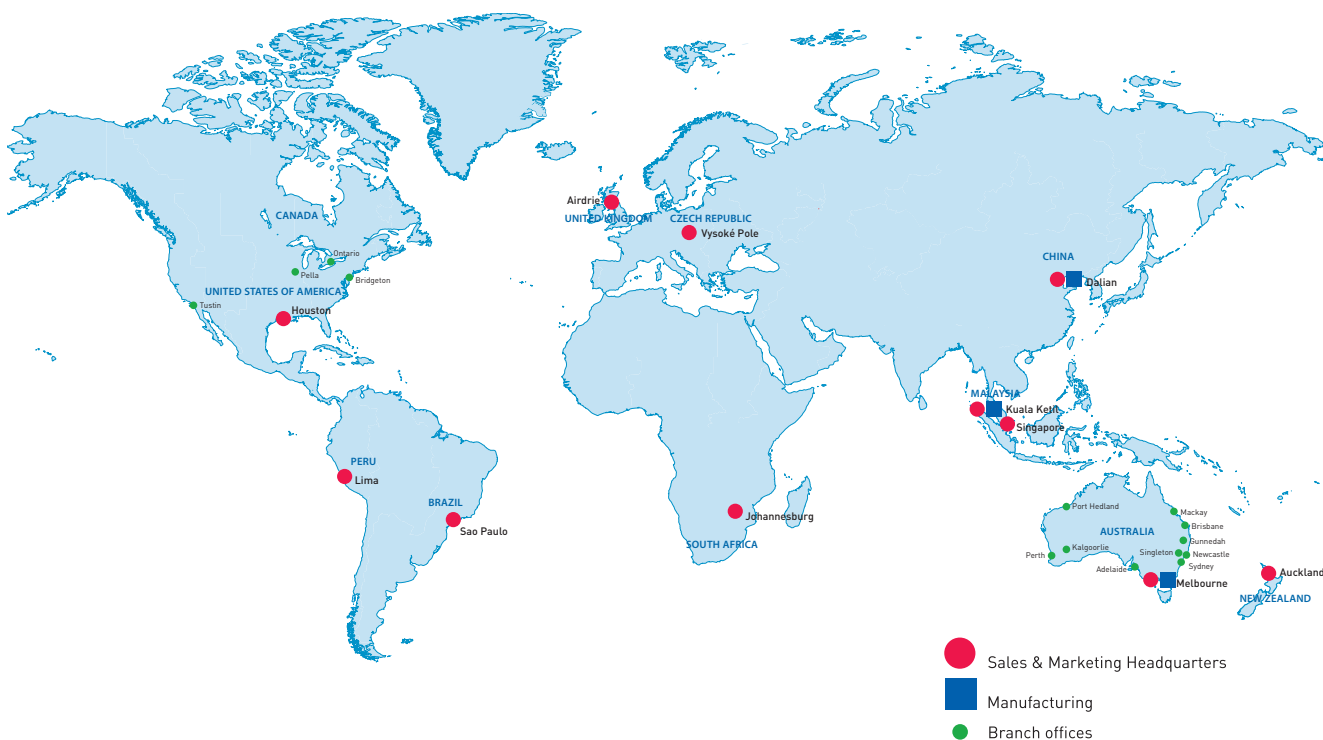 Airdrie
UNITED KINGDOM
CZECH REPUBLIC
Vysoké Pole
CANADA
Ontario
Pella
Bridgeton
UNITED STATES OF AMERICA
Tustin
Houston
CHINA
Dalian
MALAYSIA
Kuala Ketil
Singapore
PERU
Lima
BRAZIL
Sao Paulo
Johannesburg
SOUTH AFRICA
Port Hedland
Mackay
Brisbane
AUSTRALIA
Gunnedah
Kalgoorlie
Perth
Singleton
Newcastle
Sydney
Adelaide
Melbourne
Auckland
NEW ZEALAND
Sales & Marketing Headquarters
Manufacturing
Branch offices